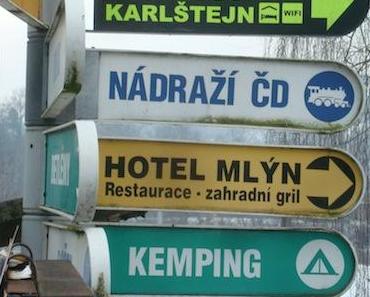 KARLŠTEJN WIFI
NÁDRAŽÍ ČD
HOTEL MLÝN
Restaurace · zahradní gril
KEMPING